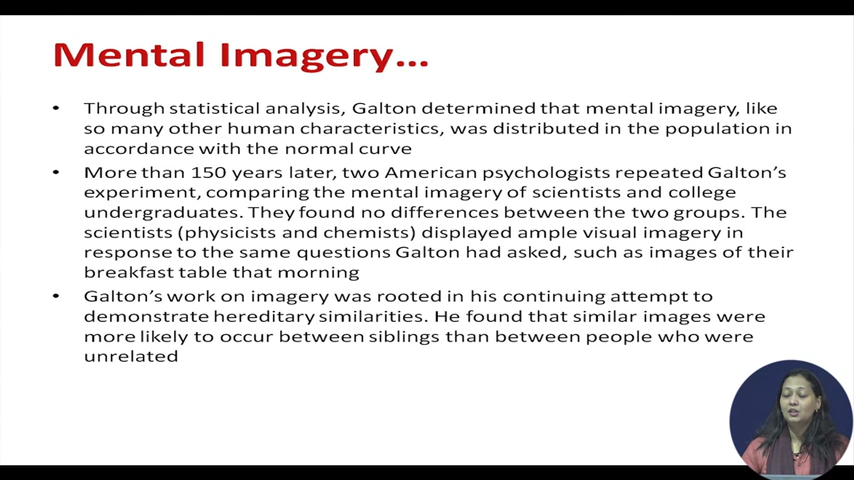 Mental Imagery...
• Through statistical analysis, Galton determined that mental imagery, like
so many other human characteristics, was distributed in the population in
accordance with the normal curve
• More than 150 years later, two American psychologists repeated Galton's
experiment, comparing the mental imagery of scientists and college
undergraduates. They found no differences between the two groups. The
scientists (physicists and chemists) displayed ample visual imagery in
response to the same questions Galton had asked, such as images of their
breakfast table that morning
• Galton's work on imagery was rooted in his continuing attempt to
demonstrate hereditary similarities. He found that similar images were
more likely to occur between siblings than between people who were
unrelated